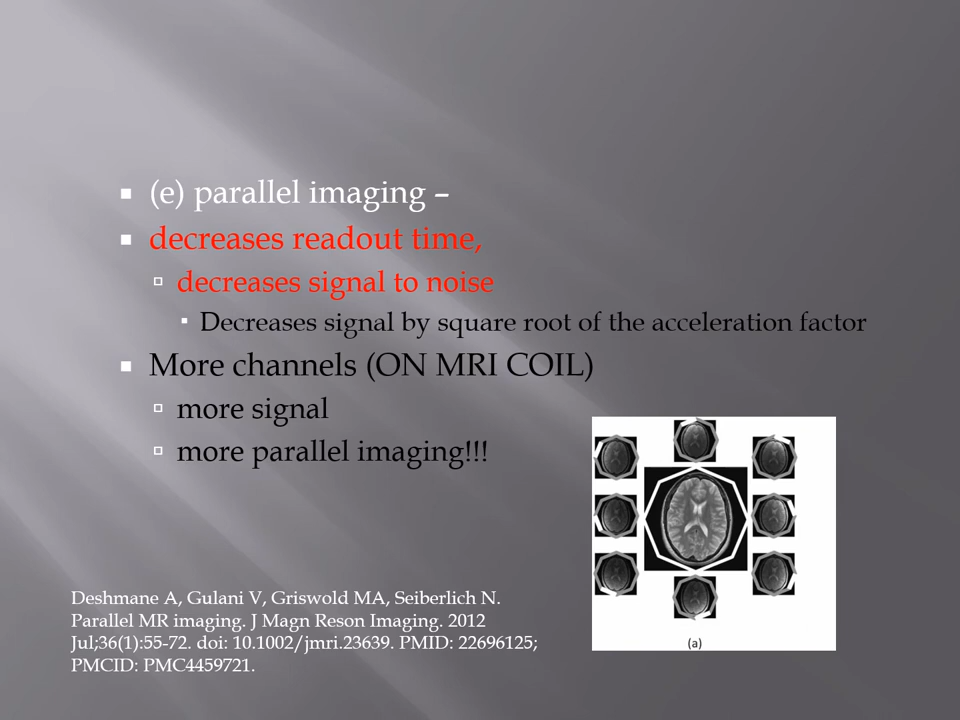 (e) parallel imaging –
decreases readout time,
decreases signal to noise
Decreases signal by square root of the acceleration factor
More channels (ON MRI COIL)
more signal
more parallel imaging!!!
(a)
Deshmane A, Gulani V, Griswold MA, Seiberlich N.
Parallel MR imaging. J Magn Reson Imaging. 2012
Jul;36(1):55-72. doi: 10.1002/jmri.23639. PMID: 22696125;
PMCID: PMC4459721.